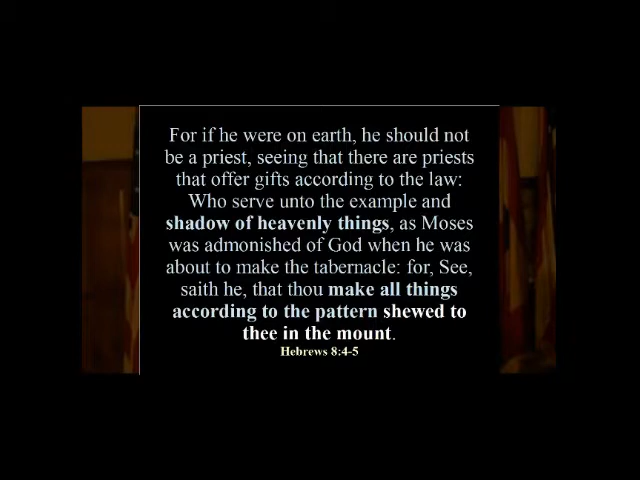 For if he were on earth, he should not
be a priest, seeing that there are priests
that offer gifts according to the law:
Who serve unto the example and
shadow of heavenly things, as Moses
was admonished of God when he was
about to make the tabernacle: for, See,
saith he, that thou make all things
according to the pattern shewed to
thee in the mount.
Hebrews 8:4-5